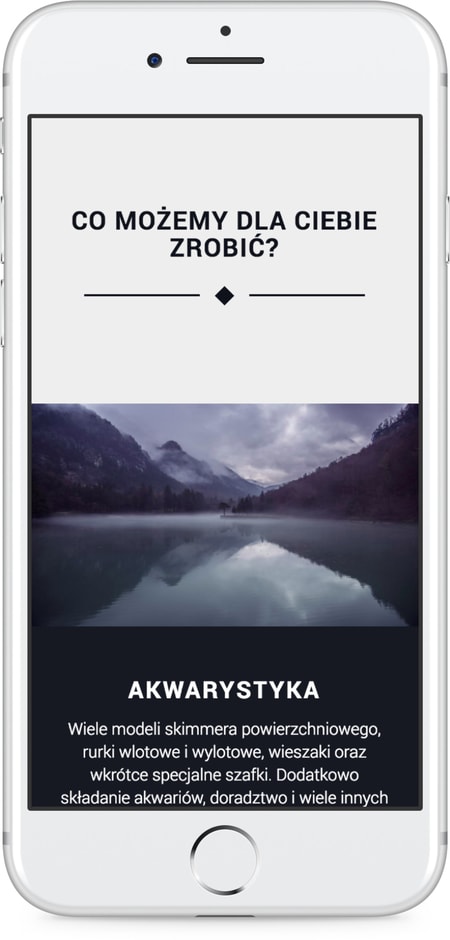 CO MOŻEMY DLA CIEBIE
ZROBIĆ?
AKWARYSTYKA
Wiele modeli skimmera powierzchniowego,
rurki wlotowe i wylotowe, wieszaki oraz
wkrótce specjalne szafki. Dodatkowo
składanie akwariów, doradztwo i wiele innych